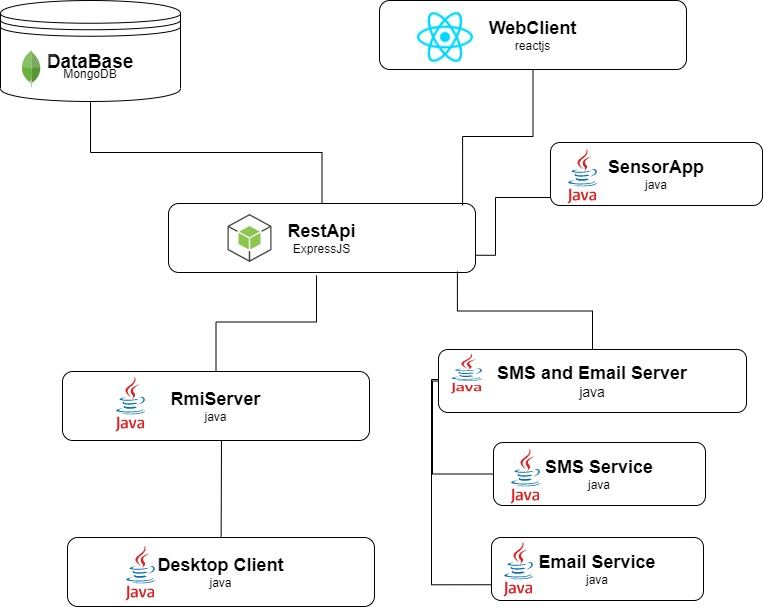 DataBase
MongoDB
WebClient
reactjs
SensorApp
java
Java
RestApi
ExpressJS
RmiServer
java
Java
SMS and Email Server
java
Java
SMS Service
java
Java
Desktop Client
java
Java
Email Service
java
Java